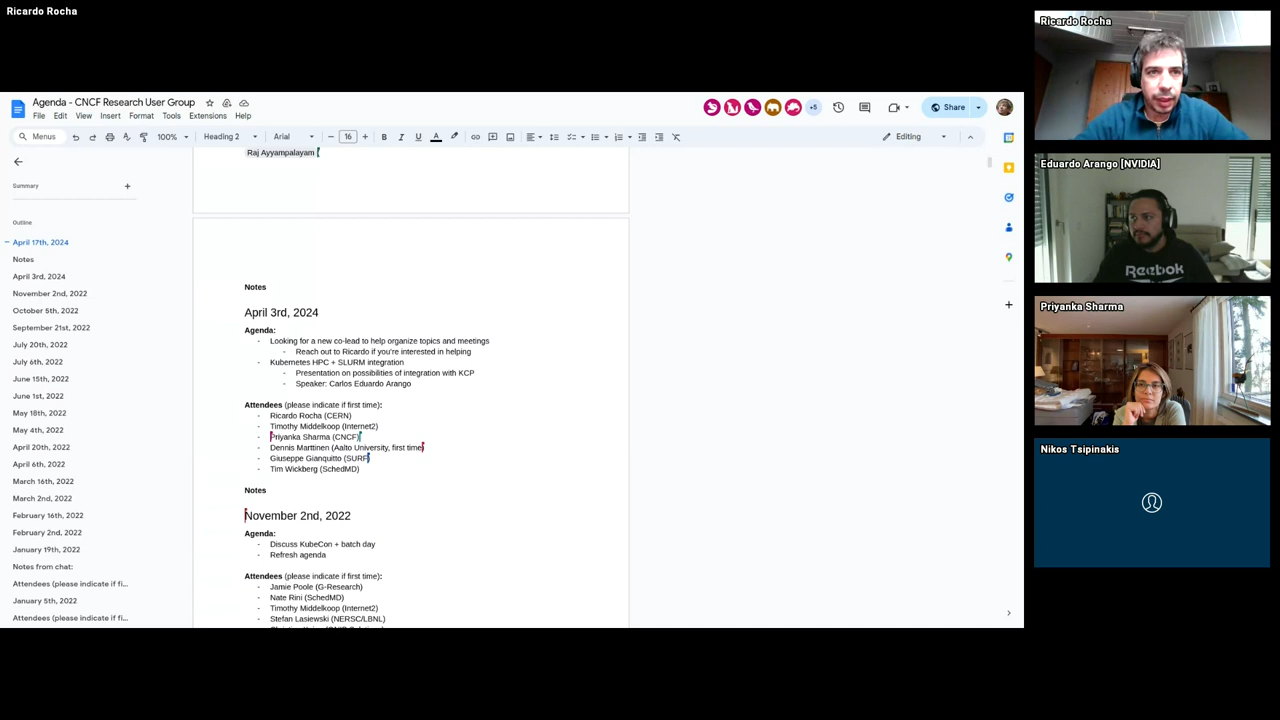 Ricardo Rocha
Agenda - CNCF Research User Group
File Edit View Insert Format Tools Extensions Help
+5
Share
Menus
100%
Heading 2
Arial
16
B I U A
Editing
Summary
Outline
April 17th, 2024
Notes
April 3rd, 2024
November 2nd, 2022
October 5th, 2022
September 21st, 2022
July 20th, 2022
July 6th, 2022
June 15th, 2022
June 1st, 2022
May 18th, 2022
May 4th, 2022
April 20th, 2022
April 6th, 2022
March 16th, 2022
March 2nd, 2022
February 16th, 2022
February 2nd, 2022
January 19th, 2022
Notes from chat:
Attendees (please indicate if fi...
January 5th, 2022
Attendees (please indicate if fi...
Raj Ayyampalayam
Notes
April 3rd, 2024
Agenda:
- Looking for a new co-lead to help organize topics and meetings
- Reach out to Ricardo if you're interested in helping
- Kubernetes HPC + SLURM integration
- Presentation on possibilities of integration with KCP
- Speaker: Carlos Eduardo Arango
Attendees (please indicate if first time):
- Ricardo Rocha (CERN)
- Timothy Middelkoop (Internet2)
- Priyanka Sharma (CNCF)
- Dennis Marttinen (Aalto University, first time)
- Giuseppe Gianquitto (SURF)
- Tim Wickberg (SchedMD)
Notes
November 2nd, 2022
Agenda:
- Discuss KubeCon + batch day
- Refresh agenda
Attendees (please indicate if first time):
- Jamie Poole (G-Research)
- Nate Rini (SchedMD)
- Timothy Middelkoop (Internet2)
- Stefan Lasiewski (NERSC/LBNL)
Ricardo Rocha
Eduardo Arango [NVIDIA]
Reebok
Priyanka Sharma
Nikos Tsipinakis